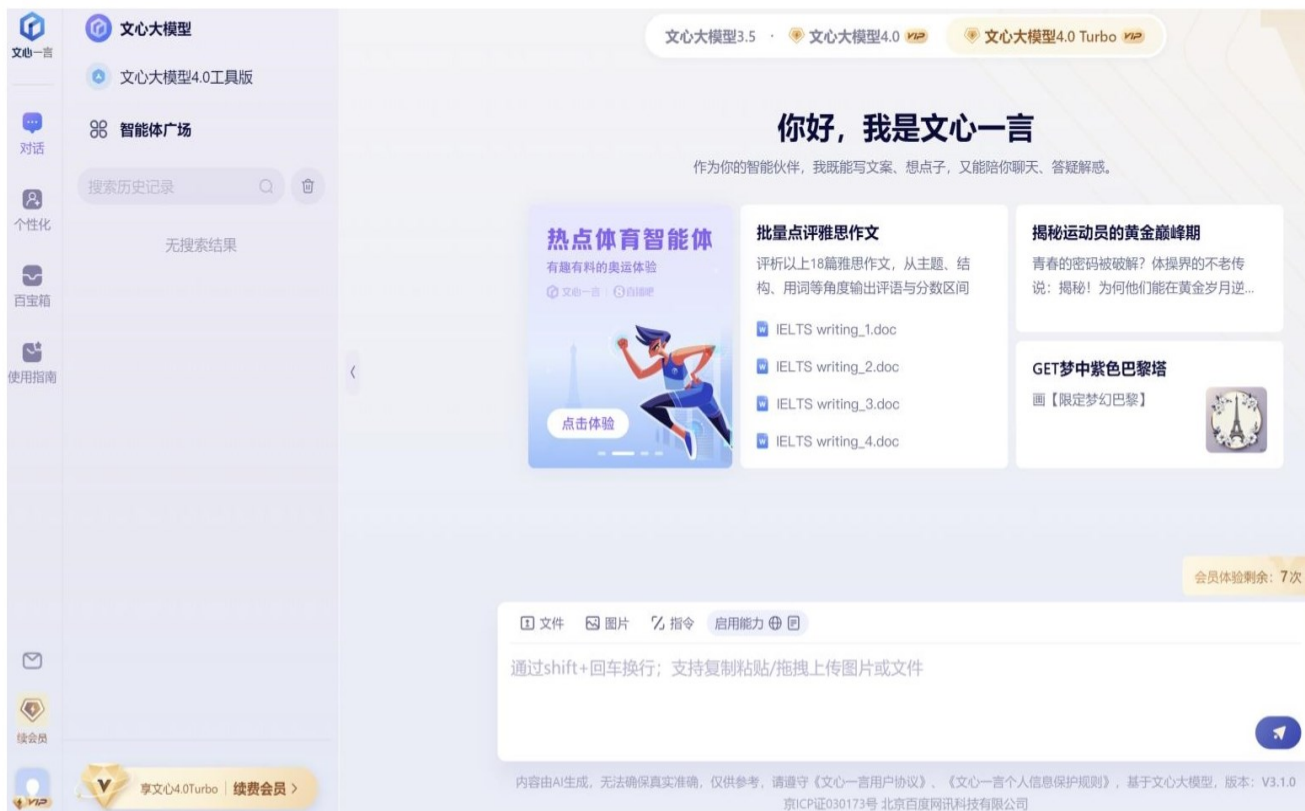 文心一言
对话
个性化
百宝箱
使用指南
续会员
VIP
文心大模型
文心大模型4.0工具版
智能体广场
搜索历史记录
无搜索结果
享文心4.0Turbo | 续费会员 >
文心大模型3.5 · 文心大模型4.0 VIP 文心大模型4.0 Turbo VIP
你好，我是文心一言
作为你的智能伙伴，我既能写文案、想点子，又能陪你聊天、答疑解惑。
热点体育智能体
有趣有料的奥运体验
文心一言 | 直播吧
点击体验
批量点评雅思作文
评析以上18篇雅思作文，从主题、结
构、用词等角度输出评语与分数区间
IELTS writing_1.doc
IELTS writing_2.doc
IELTS writing_3.doc
IELTS writing_4.doc
揭秘运动员的黄金巅峰期
青春的密码被破解？体操界的不老传
说：揭秘！为何他们能在黄金岁月逆...
GET梦中紫色巴黎塔
画【限定梦幻巴黎】
会员体验剩余：7次
文件 图片 指令 启用能力
通过shift+回车换行；支持复制粘贴/拖拽上传图片或文件
内容由AI生成，无法确保真实准确，仅供参考，请遵守《文心一言用户协议》、《文心一言个人信息保护规则》，基于文心大模型，版本：V3.1.0
京ICP证030173号 北京百度网讯科技有限公司